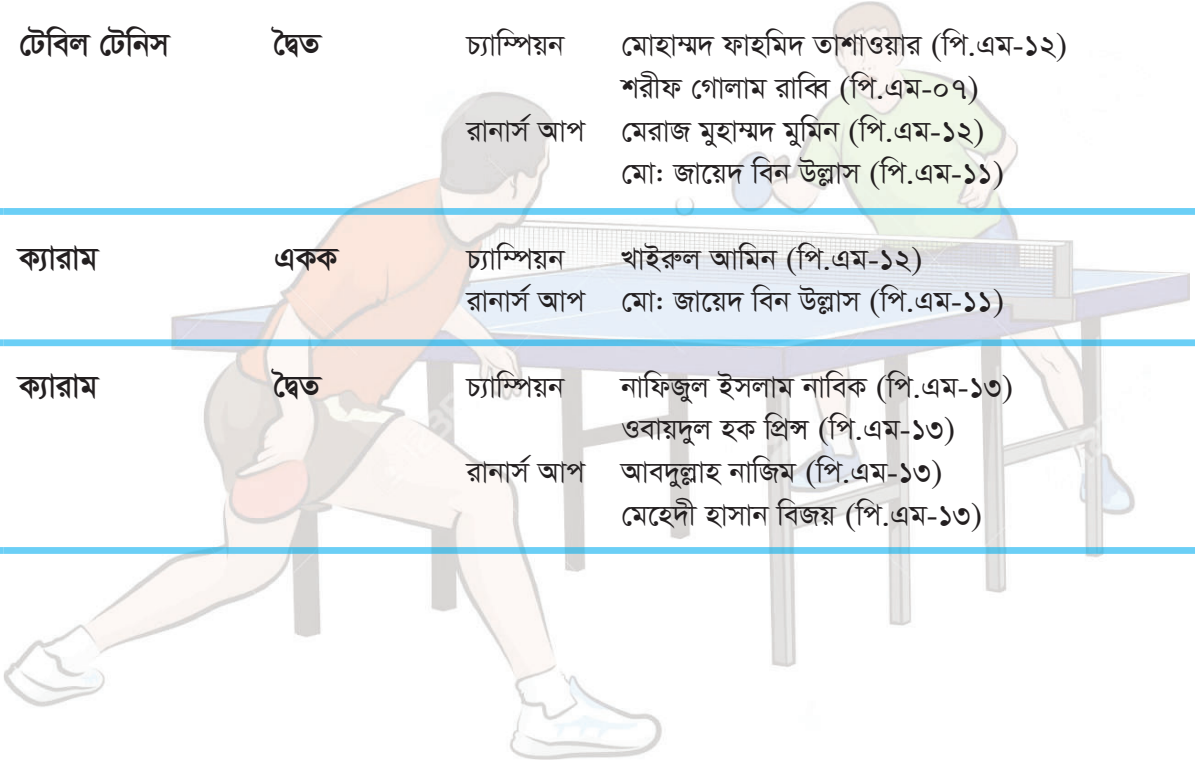 টেবিল টেনিস দ্বৈত চ্যাম্পিয়ন মোহাম্মদ ফাহমিদ তাশাওয়ার (পি.এম-১২)
শরীফ গোলাম রাব্বি (পি.এম-০৭)
রানার্স আপ মেরাজ মুহাম্মদ মুমিন (পি.এম-১২)
মো: জায়েদ বিন উল্লাস (পি.এম-১১)
ক্যারাম একক চ্যাম্পিয়ন খাইরুল আমিন (পি.এম-১২)
রানার্স আপ মো: জায়েদ বিন উল্লাস (পি.এম-১১)
ক্যারাম দ্বৈত চ্যাম্পিয়ন নাফিজুল ইসলাম নাবিক (পি.এম-১৩)
ওবায়দুল হক প্রিন্স (পি.এম-১৩)
রানার্স আপ আবদুল্লাহ নাজিম (পি.এম-১৩)
মেহেদী হাসান বিজয় (পি.এম-১৩)